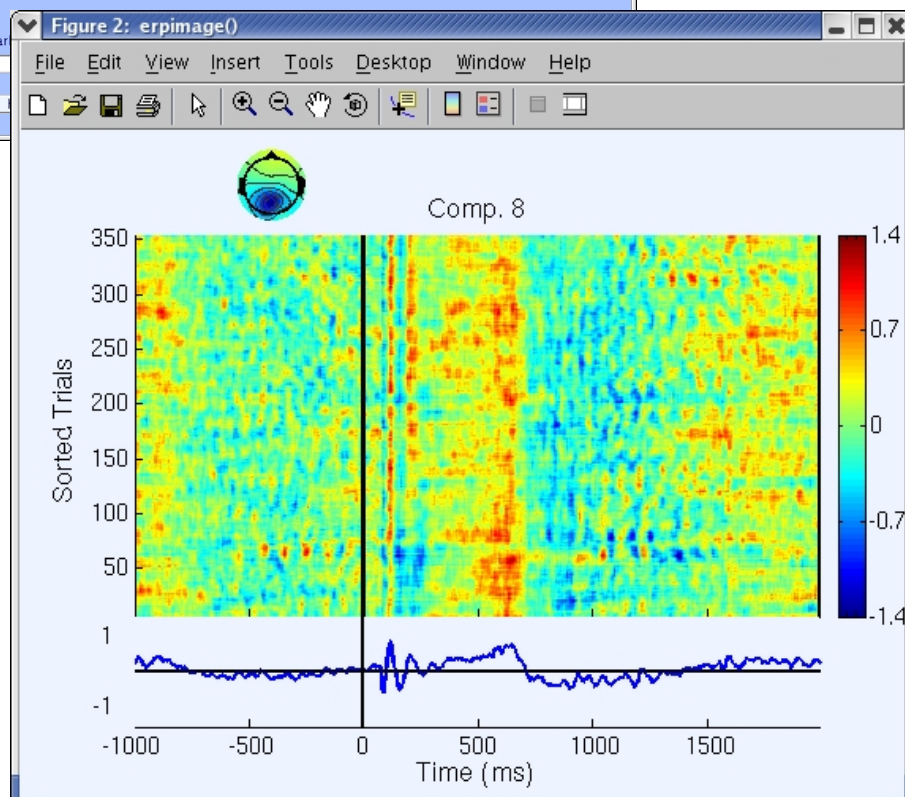 Figure 2: erpimage()
File Edit View Insert Tools Desktop Window Help
Comp. 8
350
300
250
200
150
100
50
Sorted Trials
1.4
0.7
0
-0.7
-1.4
1
-1
-1000 -500 0 500 1000 1500
Time (ms)